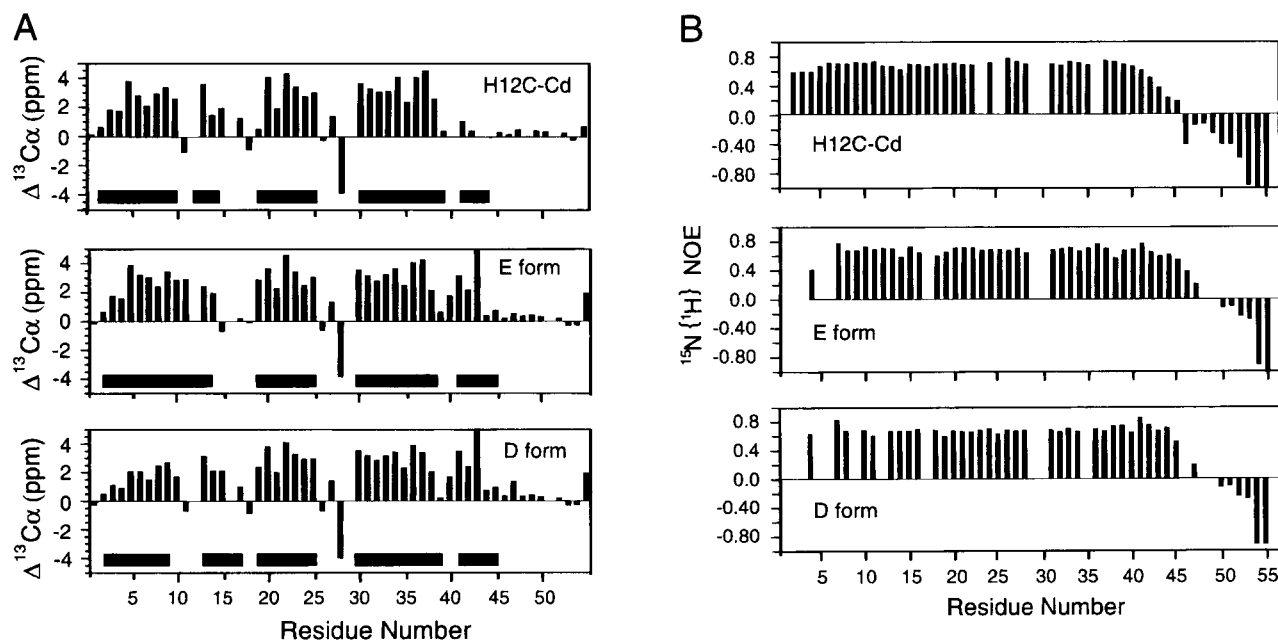 A
Δ ¹³Cα (ppm)
4
2
0
-2
-4
H12C-Cd
Δ ¹³Cα (ppm)
4
2
0
-2
-4
E form
Δ ¹³Cα (ppm)
4
2
0
-2
-4
D form
5 10 15 20 25 30 35 40 45 50
Residue Number
B
¹⁵N {¹H} NOE
0.8
0.4
0.0
-0.40
-0.80
H12C-Cd
0.8
0.4
0.0
-0.40
-0.80
E form
0.8
0.4
0.0
-0.40
-0.80
D form
5 10 15 20 25 30 35 40 45 50 55
Residue Number